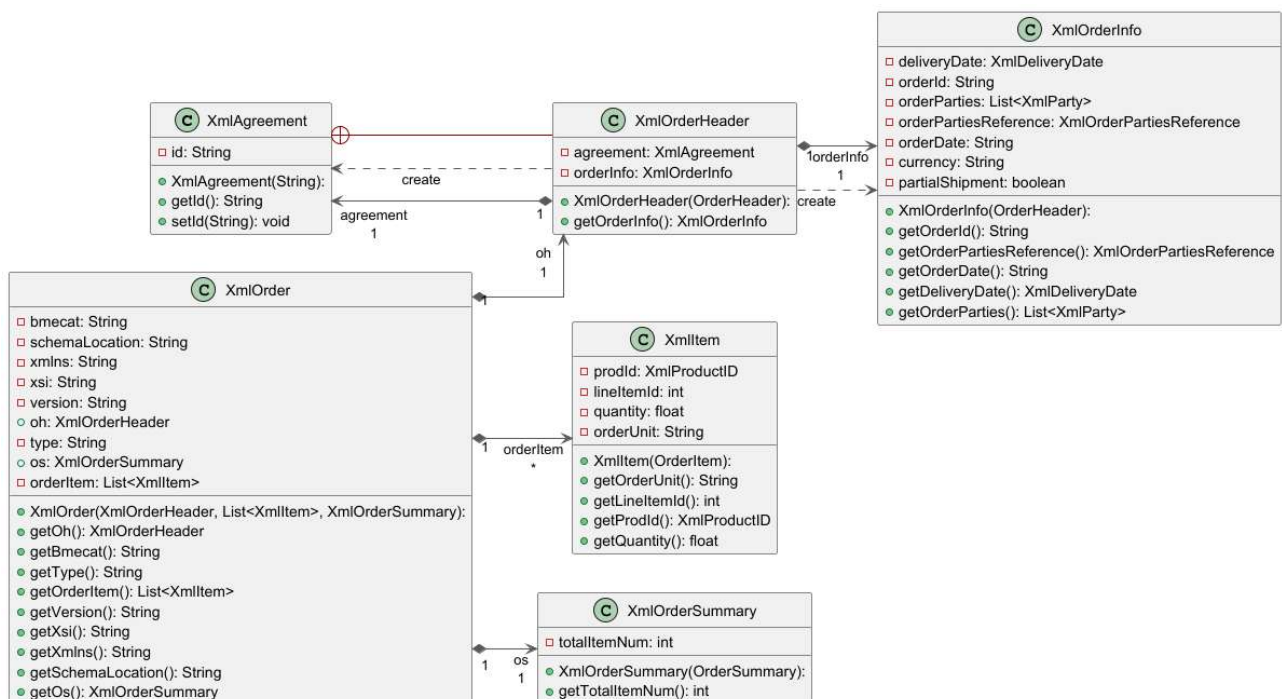 C XmlOrderInfo
deliveryDate: XmlDeliveryDate
orderId: String
orderParties: List<XmlParty>
orderPartiesReference: XmlOrderPartiesReference
orderDate: String
currency: String
partialShipment: boolean
XmlOrderInfo(OrderHeader):
getOrderId(): String
getOrderPartiesReference(): XmlOrderPartiesReference
getOrderDate(): String
getDeliveryDate(): XmlDeliveryDate
getOrderParties(): List<XmlParty>
C XmlAgreement
id: String
XmlAgreement(String):
getId(): String
setId(String): void
create
agreement
1
1
C XmlOrderHeader
agreement: XmlAgreement
orderInfo: XmlOrderInfo
XmlOrderHeader(OrderHeader):
getOrderInfo(): XmlOrderInfo
1
orderInfo
1
create
oh
1
1
C XmlOrder
bmecat: String
schemaLocation: String
xmlns: String
xsi: String
version: String
oh: XmlOrderHeader
type: String
os: XmlOrderSummary
orderItem: List<XmlItem>
XmlOrder(XmlOrderHeader, List<XmlItem>, XmlOrderSummary):
getOh(): XmlOrderHeader
getBmecat(): String
getType(): String
getOrderItem(): List<XmlItem>
getVersion(): String
getXsi(): String
getXmlns(): String
getSchemaLocation(): String
getOs(): XmlOrderSummary
1
orderItem
*
C XmlItem
prodId: XmlProductID
lineItemId: int
quantity: float
orderUnit: String
XmlItem(OrderItem):
getOrderUnit(): String
getLineItemId(): int
getProdId(): XmlProductID
getQuantity(): float
1
os
1
C XmlOrderSummary
totalItemNum: int
XmlOrderSummary(OrderSummary):
getTotalItemNum(): int